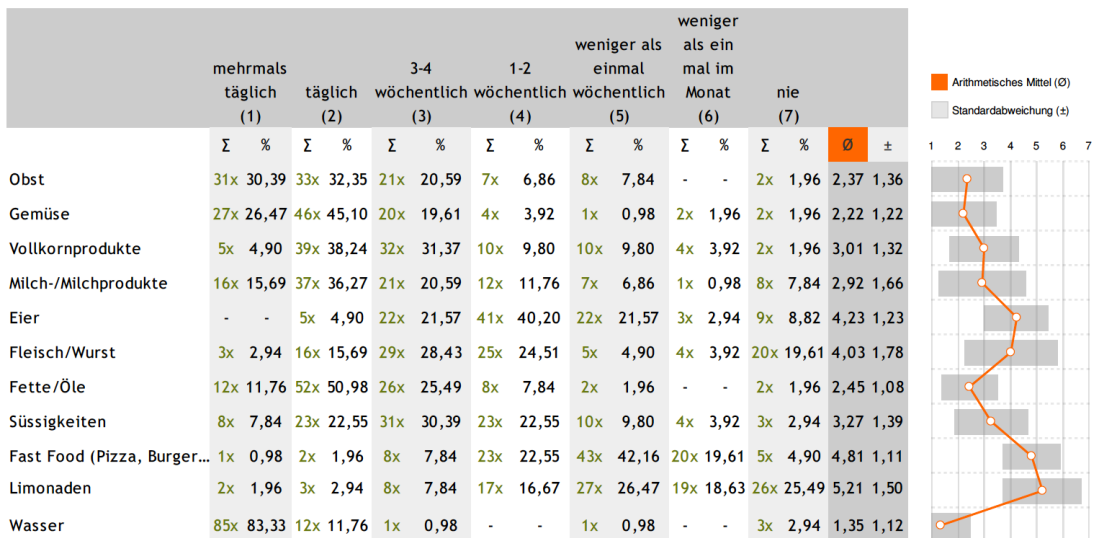 mehrmals täglich (1) täglich (2) 3-4 wöchentlich (3) 1-2 wöchentlich (4) weniger als einmal wöchentlich (5) weniger als ein mal im Monat (6) nie (7)
Σ % Σ % Σ % Σ % Σ % Σ % Σ % Ø ±
Obst 31x 30,39 33x 32,35 21x 20,59 7x 6,86 8x 7,84 - - 2x 1,96 2,37 1,36
Gemüse 27x 26,47 46x 45,10 20x 19,61 4x 3,92 1x 0,98 2x 1,96 2x 1,96 2,22 1,22
Vollkornprodukte 5x 4,90 39x 38,24 32x 31,37 10x 9,80 10x 9,80 4x 3,92 2x 1,96 3,01 1,32
Milch-/Milchprodukte 16x 15,69 37x 36,27 21x 20,59 12x 11,76 7x 6,86 1x 0,98 8x 7,84 2,92 1,66
Eier - - 5x 4,90 22x 21,57 41x 40,20 22x 21,57 3x 2,94 9x 8,82 4,23 1,23
Fleisch/Wurst 3x 2,94 16x 15,69 29x 28,43 25x 24,51 5x 4,90 4x 3,92 20x 19,61 4,03 1,78
Fette/Öle 12x 11,76 52x 50,98 26x 25,49 8x 7,84 2x 1,96 - - 2x 1,96 2,45 1,08
Süssigkeiten 8x 7,84 23x 22,55 31x 30,39 23x 22,55 10x 9,80 4x 3,92 3x 2,94 3,27 1,39
Fast Food (Pizza, Burger... 1x 0,98 2x 1,96 8x 7,84 23x 22,55 43x 42,16 20x 19,61 5x 4,90 4,81 1,11
Limonaden 2x 1,96 3x 2,94 8x 7,84 17x 16,67 27x 26,47 19x 18,63 26x 25,49 5,21 1,50
Wasser 85x 83,33 12x 11,76 1x 0,98 - - 1x 0,98 - - 3x 2,94 1,35 1,12
Arithmetisches Mittel (Ø)
Standardabweichung (±)
1 2 3 4 5 6 7